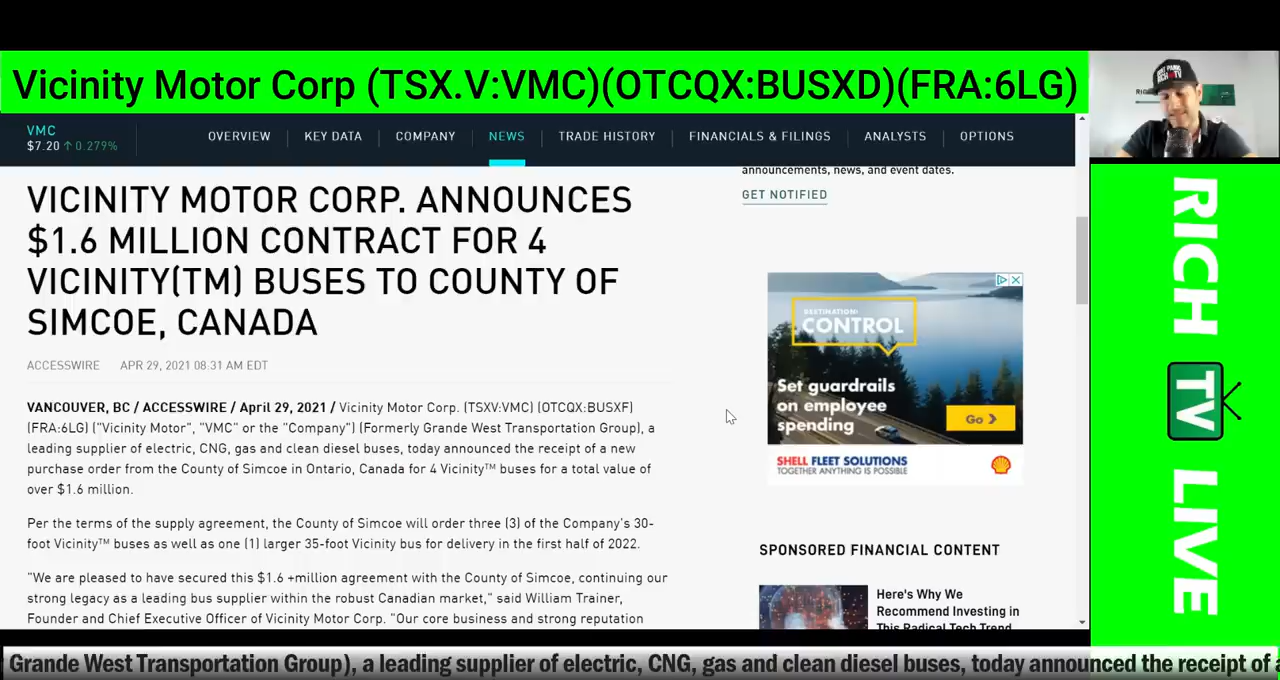 Vicinity Motor Corp (TSX.V:VMC)(OTCQX:BUSXD)(FRA:6LG)
VMC
$7.20 ↑ 0.279%
OVERVIEW
KEY DATA
COMPANY
NEWS
TRADE HISTORY
FINANCIALS & FILINGS
ANALYSTS
OPTIONS
VICINITY MOTOR CORP. ANNOUNCES
$1.6 MILLION CONTRACT FOR 4
VICINITY(TM) BUSES TO COUNTY OF
SIMCOE, CANADA
ACCESSWIRE APR 29, 2021 08.31 AM EDT
VANCOUVER, BC / ACCESSWIRE / April 29, 2021 / Vicinity Motor Corp. (TSXV:VMC) (OTCQX:BUSXF)
(FRA:6LG) ("Vicinity Motor", "VMC" or the "Company") (Formerly Grande West Transportation Group), a
leading supplier of electric, CNG, gas and clean diesel buses, today announced the receipt of a new
purchase order from the County of Simcoe in Ontario, Canada for 4 Vicinity™ buses for a total value of
over $1.6 million.
Per the terms of the supply agreement, the County of Simcoe will order three (3) of the Company's 30-
foot Vicinity™ buses as well as one (1) larger 35-foot Vicinity bus for delivery in the first half of 2022.
"We are pleased to have secured this $1.6 +million agreement with the County of Simcoe, continuing our
strong legacy as a leading bus supplier within the robust Canadian market," said William Trainer,
Founder and Chief Executive Officer of Vicinity Motor Corp. "Our core business and strong reputation
announcements, news, and event dates.
GET NOTIFIED
DESTINATION:
CONTROL
Set guardrails
on employee
spending
Go
SHELL FLEET SOLUTIONS
TOGETHER ANYTHING IS POSSIBLE
SPONSORED FINANCIAL CONTENT
Here's Why We
Recommend Investing in
This Radical Tech Trend
RICH
TV
LIVE
Grande West Transportation Group), a leading supplier of electric, CNG, gas and clean diesel buses, today announced the receipt of a